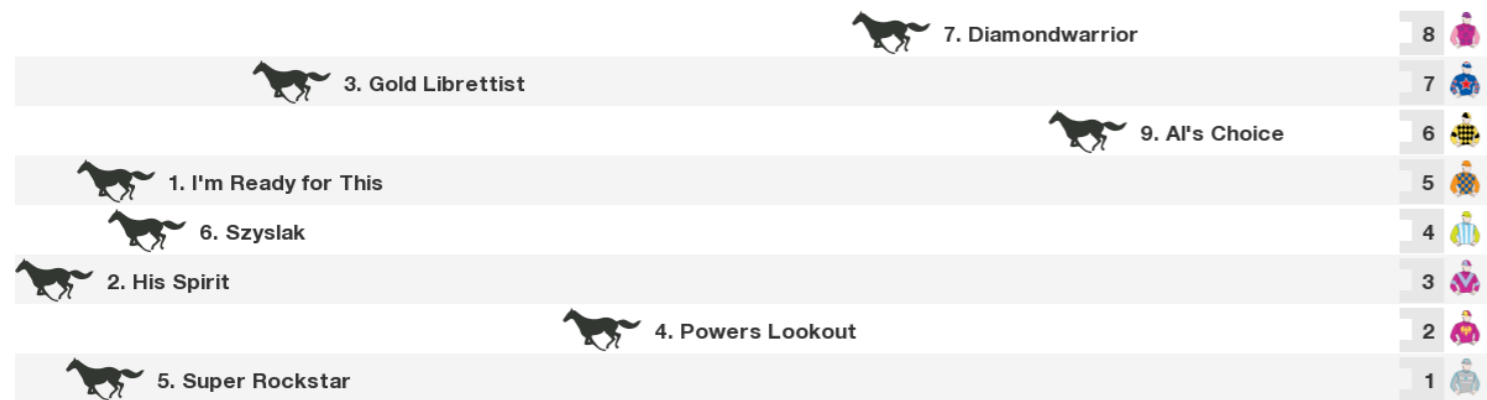 7. Diamondwarrior 8
3. Gold Librettist 7
9. Al's Choice 6
1. I'm Ready for This 5
6. Szyslak 4
2. His Spirit 3
4. Powers Lookout 2
5. Super Rockstar 1